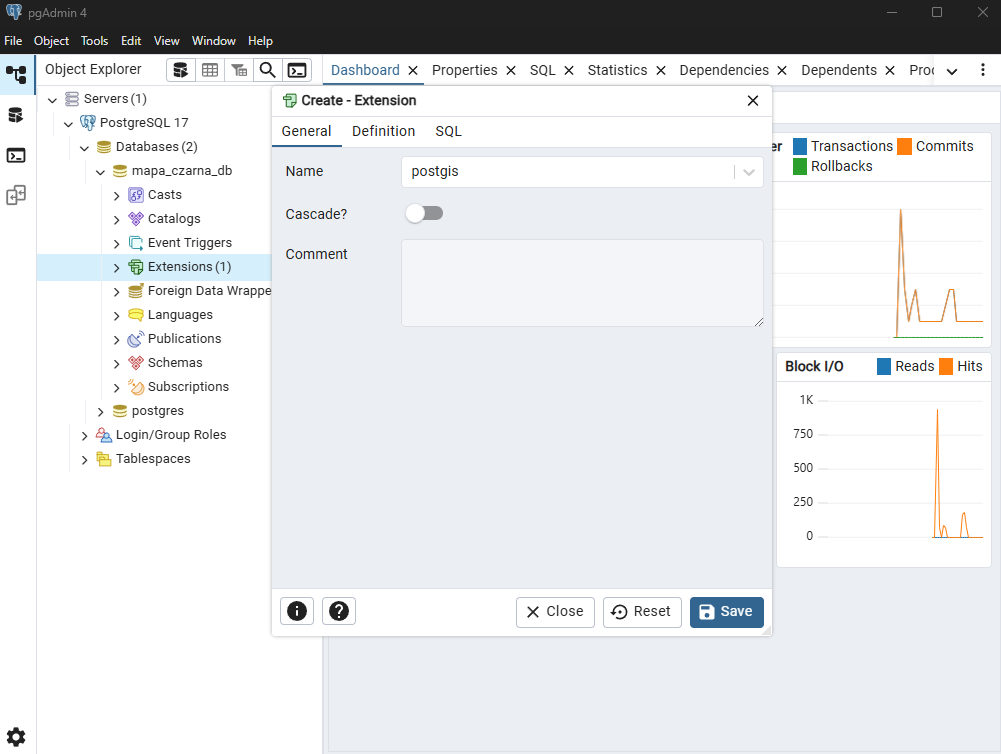 pgAdmin 4
File Object Tools Edit View Window Help
Object Explorer
Dashboard Properties SQL Statistics Dependencies Dependents Proc
Servers (1)
PostgreSQL 17
Databases (2)
mapa_czarna_db
Casts
Catalogs
Event Triggers
Extensions (1)
Foreign Data Wrappe
Languages
Publications
Schemas
Subscriptions
postgres
Login/Group Roles
Tablespaces
Create - Extension
General Definition SQL
Name postgis
Cascade?
Comment
Close Reset Save
er Transactions Commits
Rollbacks
Block I/O Reads Hits
1K
750
500
250
0